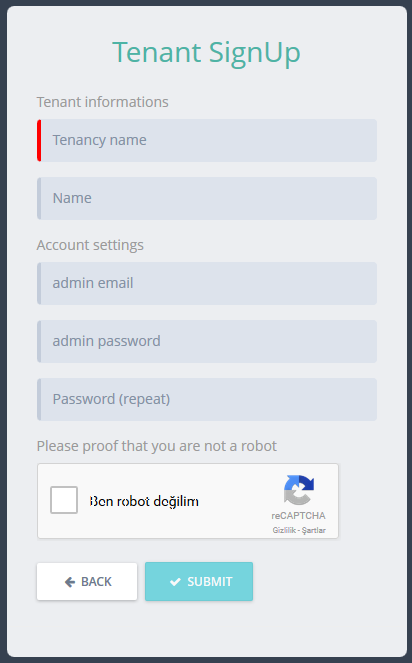 Tenant SignUp
Tenant informations
Tenancy name
Name
Account settings
admin email
admin password
Password (repeat)
Please proof that you are not a robot
Ben robot değilim
reCAPTCHA
Gizlilik - Şartlar
BACK
SUBMIT